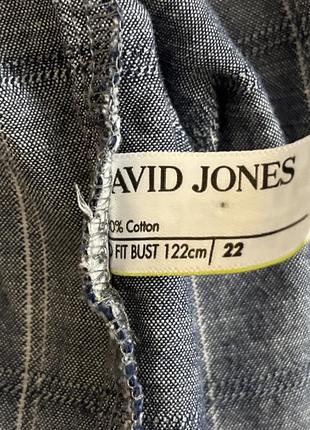 AVID JONES
0% Cotton
O FIT BUST 122cm/ 22